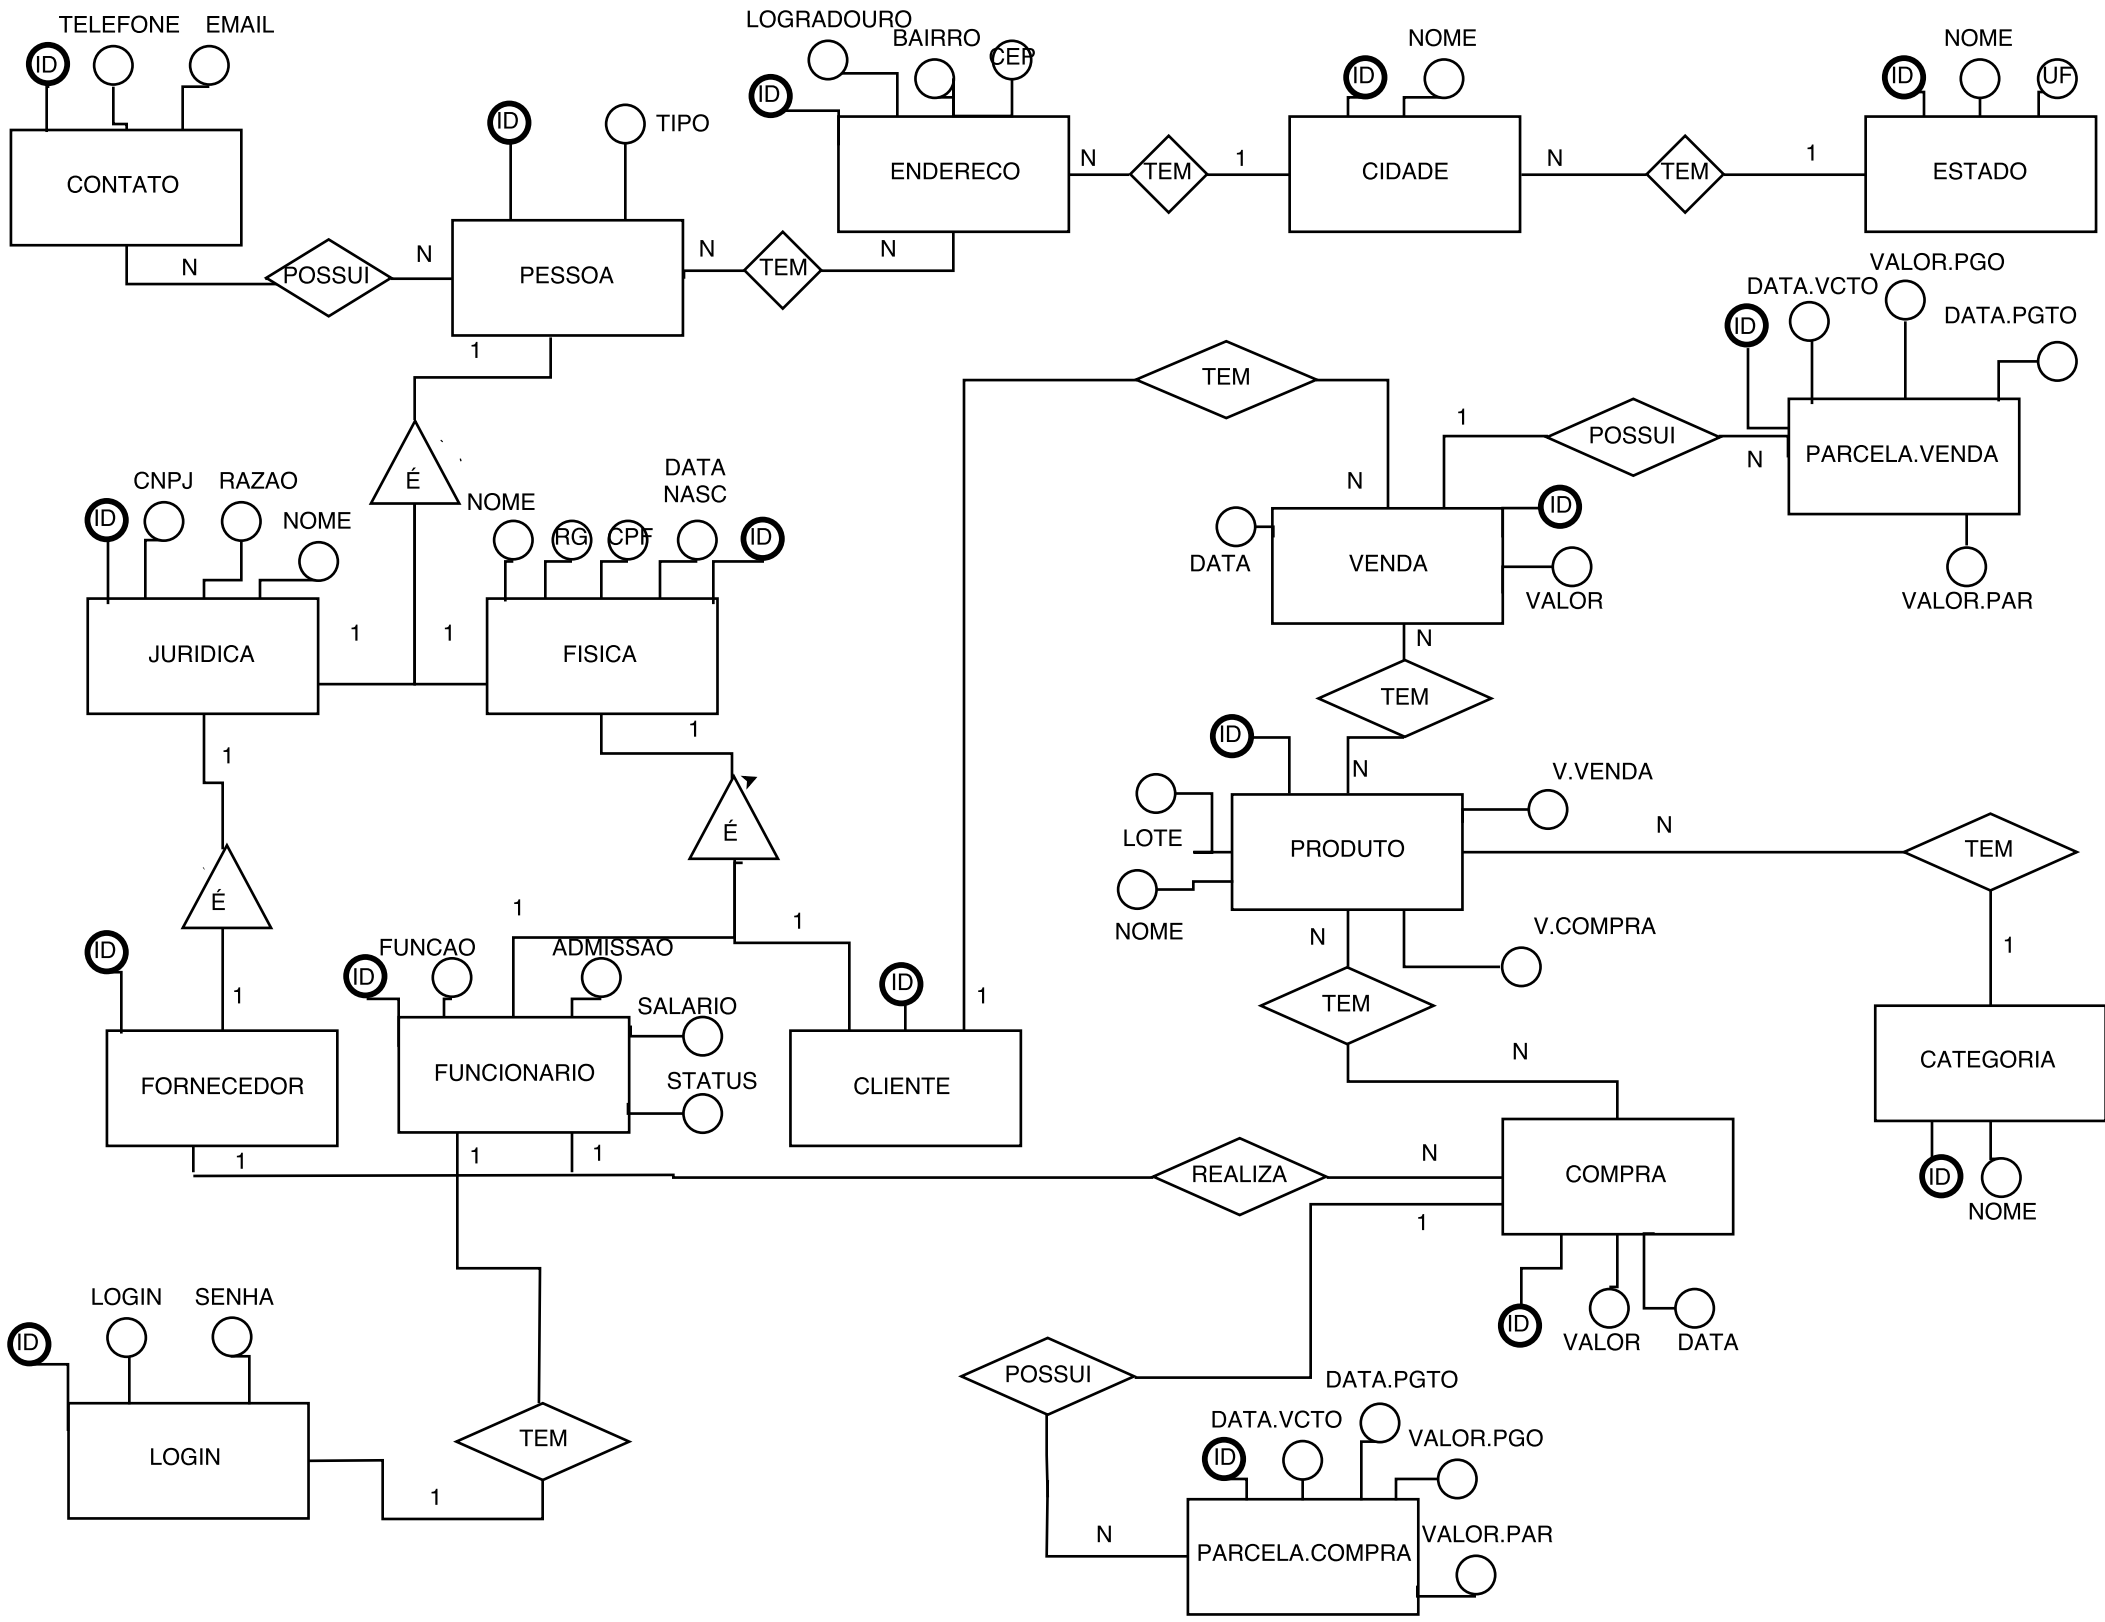 TELEFONE
EMAIL
ID
CONTATO
N
POSSUI
N
ID
TIPO
PESSOA
N
TEM
N
1
LOGRADOURO
BAIRRO
CEP
ID
ENDERECO
N
TEM
1
ID
NOME
CIDADE
N
TEM
1
ID
NOME
UF
ESTADO
VALOR.PGO
DATA.VCTO
ID
DATA.PGTO
PARCELA.VENDA
VALOR.PAR
N
POSSUI
1
TEM
N
DATA
VENDA
ID
VALOR
N
TEM
N
É
CNPJ
RAZAO
ID
NOME
JURIDICA
1
1
NOME
RG
CPF
DATA
NASC
ID
FISICA
1
1
É
É
ID
1
FORNECEDOR
1
1
1
FUNCAO
ADMISSAO
ID
SALARIO
STATUS
FUNCIONARIO
1
1
ID
1
CLIENTE
ID
LOTE
NOME
PRODUTO
V.VENDA
V.COMPRA
N
TEM
1
CATEGORIA
ID
NOME
N
TEM
N
REALIZA
N
COMPRA
1
ID
VALOR
DATA
LOGIN
SENHA
ID
LOGIN
1
TEM
POSSUI
N
DATA.PGTO
DATA.VCTO
ID
VALOR.PGO
VALOR.PAR
PARCELA.COMPRA